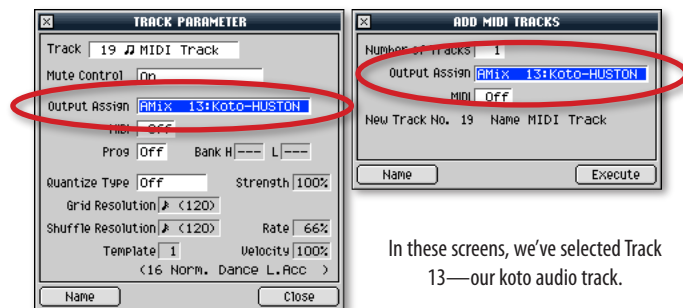 TRACK PARAMETER
Track 19 MIDI Track
Mute Control On
Output Assign AMix 13:Koto-HUSTON
MIDI Off
Prog Off Bank H --- L ---
Quantize Type Off Strength 100%
Grid Resolution (120)
Shuffle Resolution (120) Rate 66%
Template 1 Velocity 100%
(16 Norm. Dance L.Acc )
Name Close
ADD MIDI TRACKS
Number of Tracks 1
Output Assign AMix 13:Koto-HUSTON
MIDI Off
New Track No. 19 Name MIDI Track
Name Execute
In these screens, we've selected Track
13—our koto audio track.